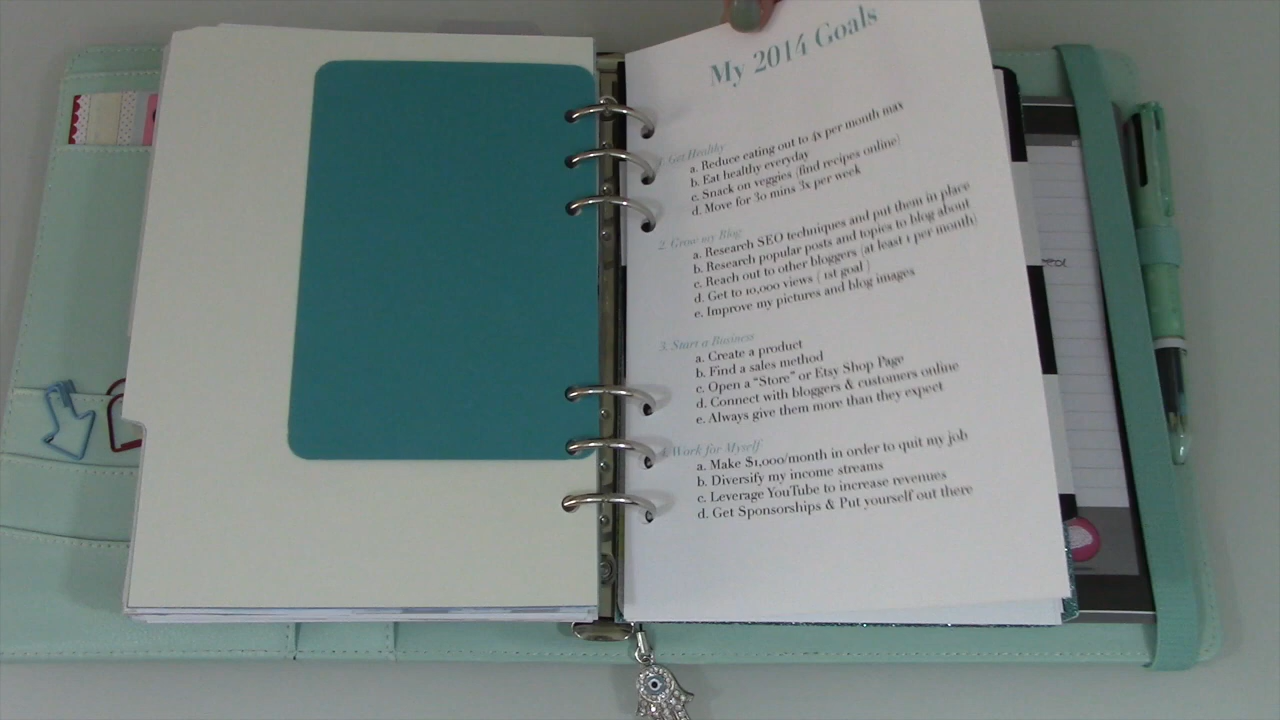 My 2014 Goals
1. Get Healthy
a. Reduce eating out to 4x per month max
b. Eat healthy everyday
c. Snack on veggies (find recipes online)
d. Move for 30 mins 3x per week
2. Grow my Blog
a. Research SEO techniques and put them in place
b. Research popular posts and topics to blog about
c. Reach out to other bloggers (at least 1 per month)
d. Get to 10,000 views ( 1st goal )
e. Improve my pictures and blog images
3. Start a Business
a. Create a product
b. Find a sales method
c. Open a “Store” or Etsy Shop Page
d. Connect with bloggers & customers online
e. Always give them more than they expect
4. Work for Myself
a. Make $1,000/month in order to quit my job
b. Diversify my income streams
c. Leverage YouTube to increase revenues
d. Get Sponsorships & Put yourself out there